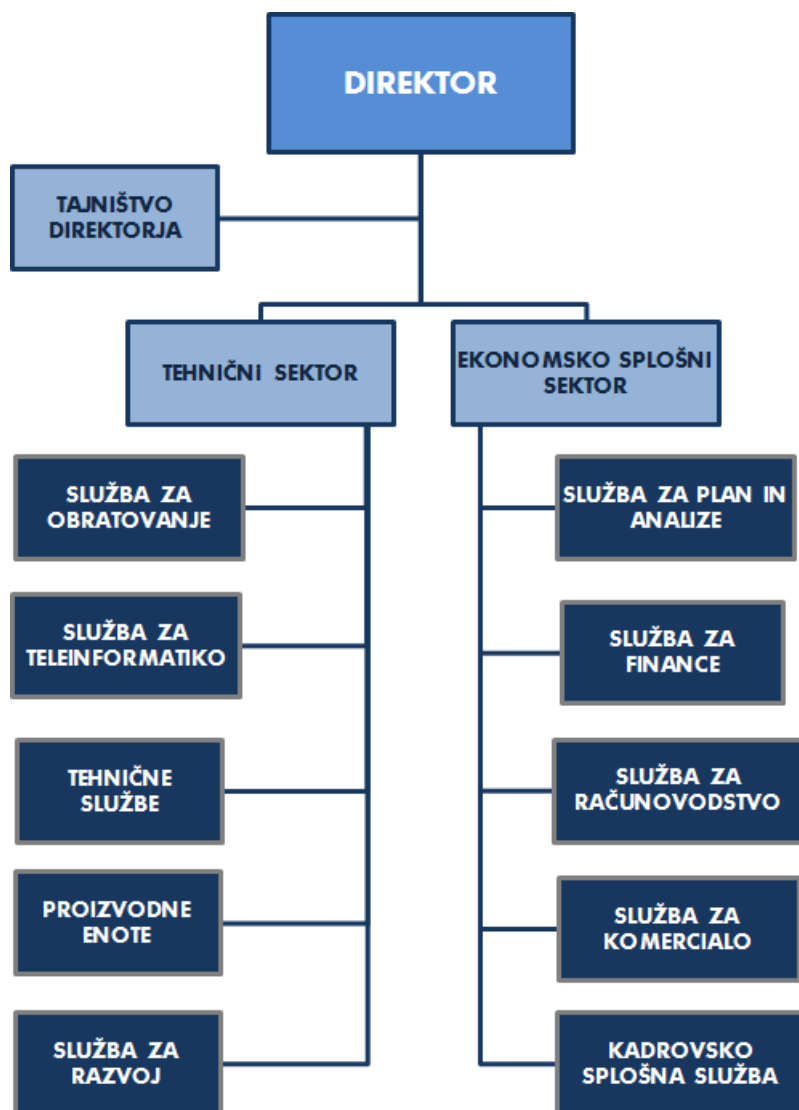 DIREKTOR
TAJNIŠTVO
DIREKTORJA
TEHNIČNI SEKTOR
EKONOMSKO SPLOŠNI
SEKTOR
SLUŽBA ZA
OBRATOVANJE
SLUŽBA ZA
TELEINFORMATIKO
TEHNIČNE
SLUŽBE
PROIZVODNE
ENOTE
SLUŽBA ZA
RAZVOJ
SLUŽBA ZA PLAN IN
ANALIZE
SLUŽBA ZA
FINANCE
SLUŽBA ZA
RAČUNOVODSTVO
SLUŽBA ZA
KOMERCIALO
KADROVSKO
SPLOŠNA SLUŽBA